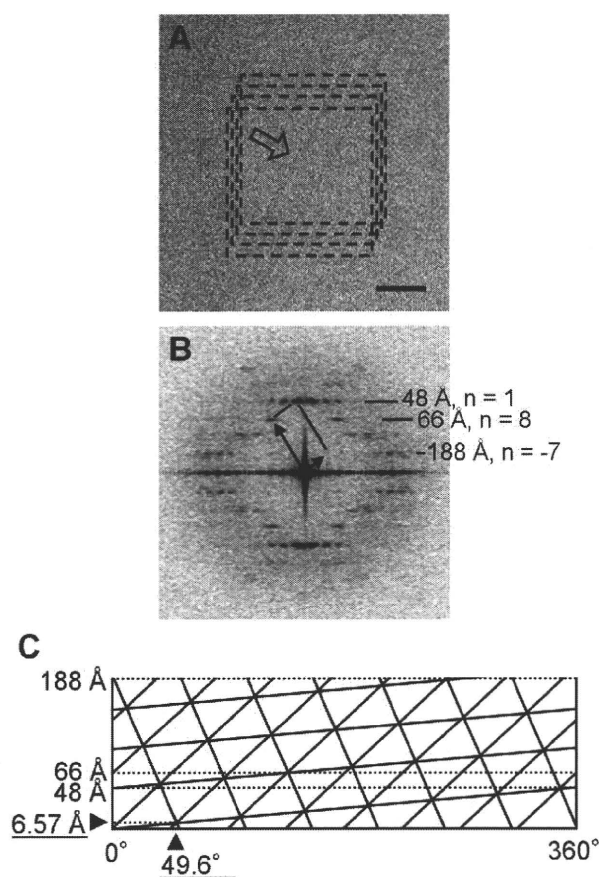 A
B
48 Å, n = 1
66 Å, n = 8
188 Å, n = -7
C
188 Å
66 Å
48 Å
6.57 Å
0°
49.6°
360°